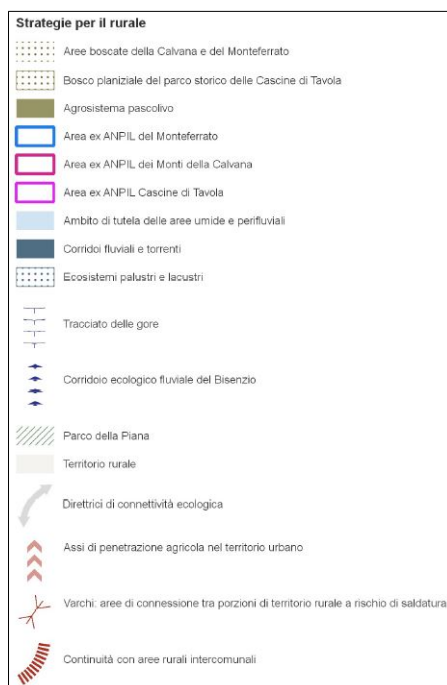 Strategie per il rurale
Aree boscate della Calvana e del Monteferrato
Bosco planiziale del parco storico delle Cascine di Tavola
Agrosistema pascolivo
Area ex ANPIL del Monteferrato
Area ex ANPIL dei Monti della Calvana
Area ex ANPIL Cascine di Tavola
Ambito di tutela delle aree umide e perifluviali
Corridoi fluviali e torrenti
Ecosistemi palustri e lacustri
Tracciato delle gore
Corridoio ecologico fluviale del Bisenzio
Parco della Piana
Territorio rurale
Direttrici di connettività ecologica
Assi di penetrazione agricola nel territorio urbano
Varchi: aree di connessione tra porzioni di territorio rurale a rischio di saldatura
Continuità con aree rurali intercomunali